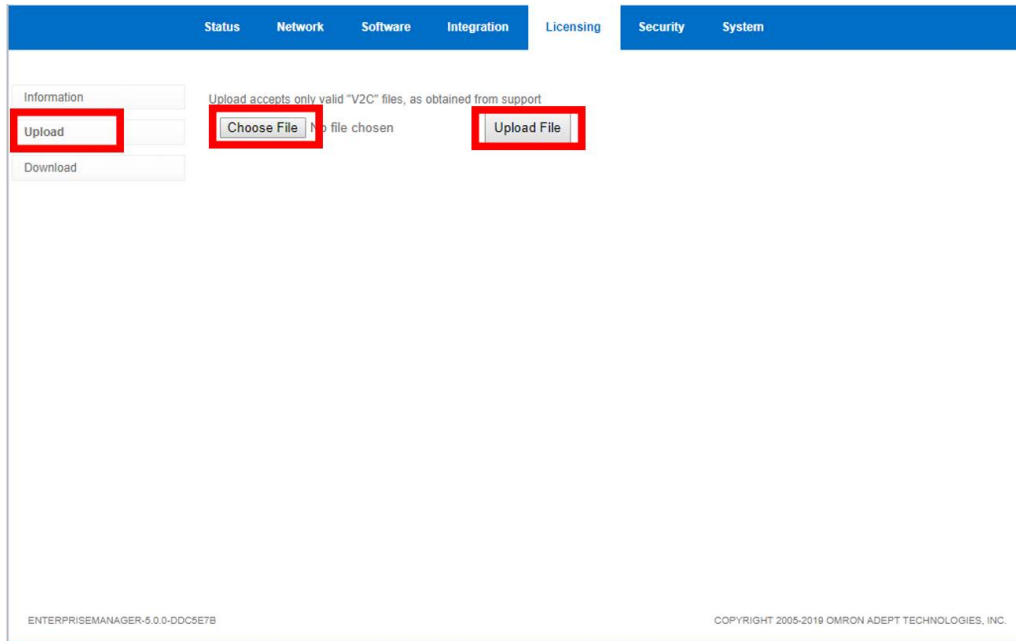 Status Network Software Integration Licensing Security System
Information
Upload accepts only valid "V2C" files, as obtained from support
Upload
Choose File No file chosen Upload File
Download
ENTERPRISEMANAGER-5.0.0-DDC5E7B
COPYRIGHT 2005-2019 OMRON ADEPT TECHNOLOGIES, INC.